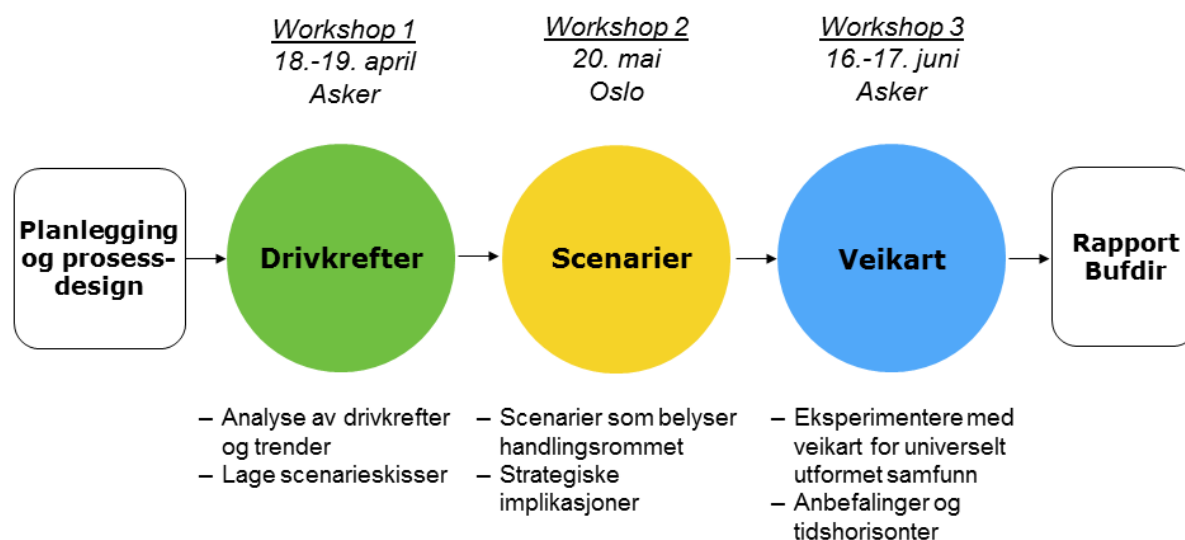 Workshop 1
18.-19. april
Asker
Workshop 2
20. mai
Oslo
Workshop 3
16.-17. juni
Asker
Planlegging
og prosess-
design
Drivkrefter
Scenarier
Veikart
Rapport
Bufdir
– Analyse av drivkrefter
og trender
– Lage scenarieskisser
– Scenarier som belyser
handlingsrommet
– Strategiske
implikasjoner
– Eksperimentere med
veikart for universelt
utformet samfunn
– Anbefalinger og
tidshorisonter